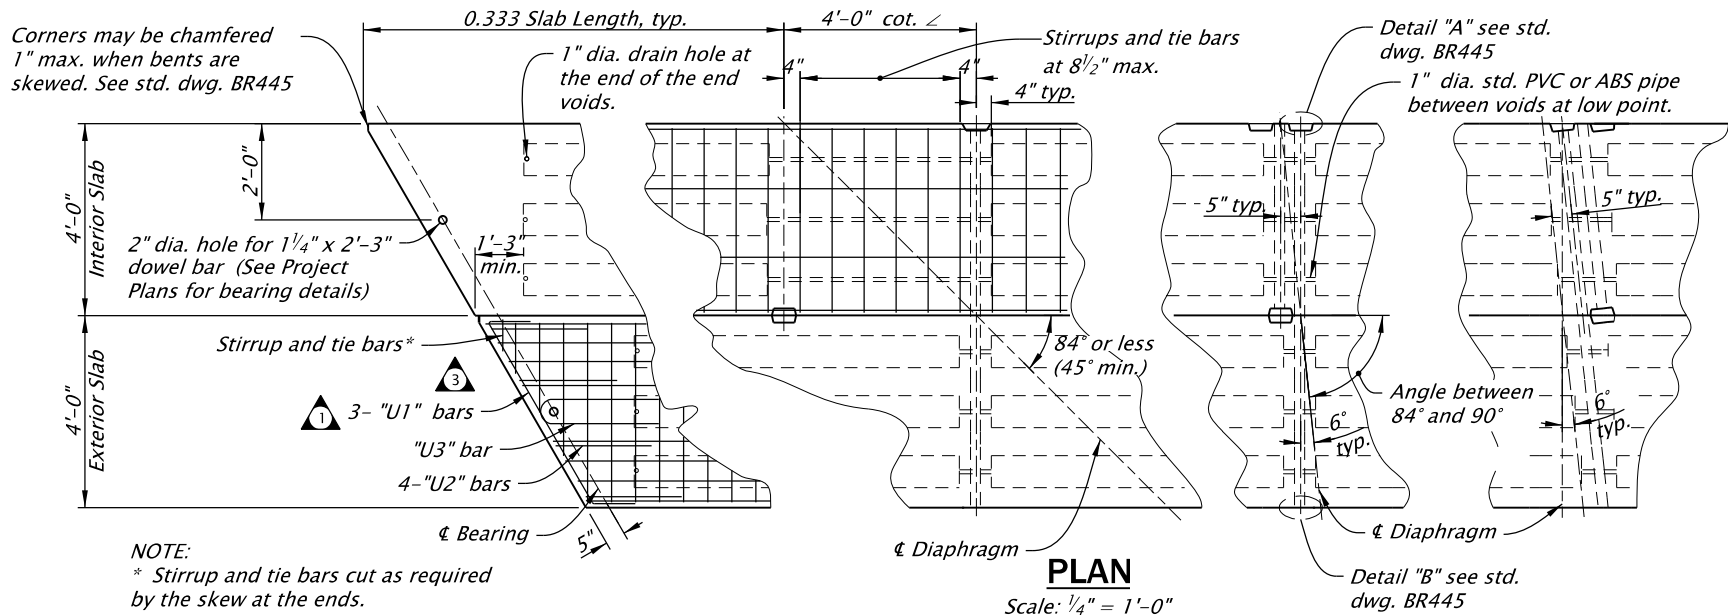 0.333 Slab Length, typ.
4'-0" cot. ∠
Corners may be chamfered
1" max. when bents are
skewed. See std. dwg. BR445
1" dia. drain hole at
the end of the end
voids.
4"
4"
Stirrups and tie bars
at 8½" max.
4" typ.
Detail "A" see std.
dwg. BR445
1" dia. std. PVC or ABS pipe
between voids at low point.
4'-0"
Interior Slab
2'-0"
2" dia. hole for 1¼" x 2'-3"
dowel bar (See Project
Plans for bearing details)
1'-3"
min.
5" typ.
5" typ.
Stirrup and tie bars*
84° or less
(45° min.)
4'-0"
Exterior Slab
3
1
3- "U1" bars
"U3" bar
4-"U2" bars
℄ Bearing
5"
Angle between
84° and 90°
6°
typ.
6°
typ.
℄ Diaphragm
℄ Diaphragm
NOTE:
* Stirrup and tie bars cut as required
by the skew at the ends.
PLAN
Scale: ¼" = 1'-0"
Detail "B" see std.
dwg. BR445